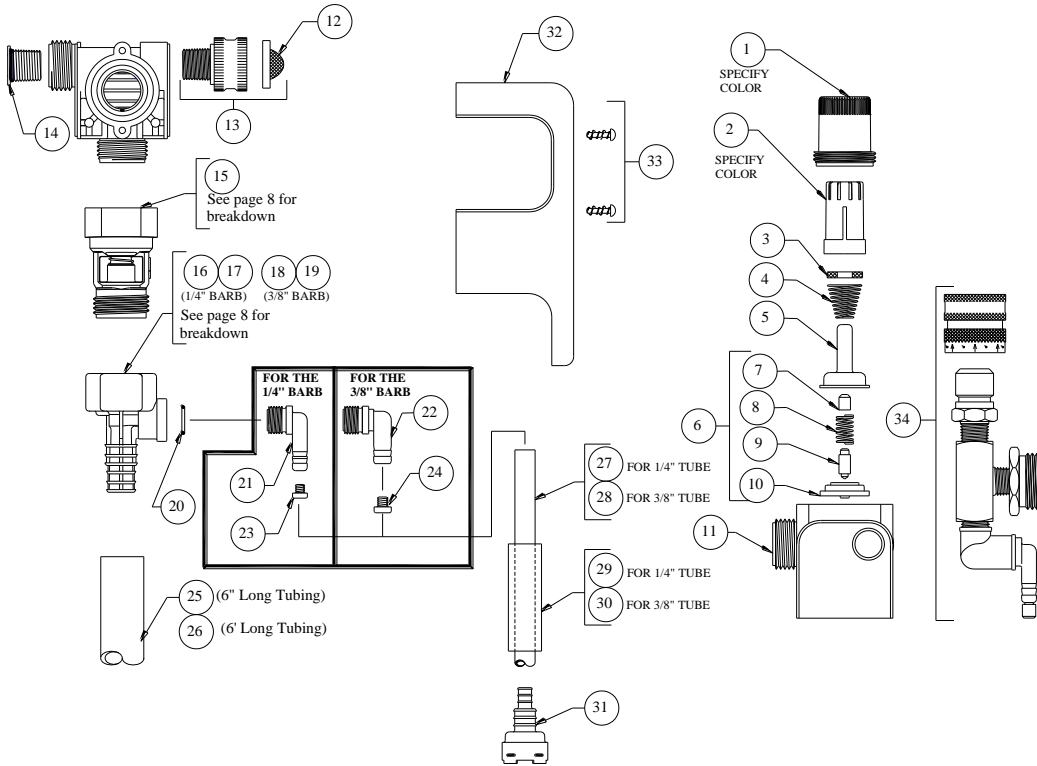 12
32
1
SPECIFY
COLOR
13
14
2
SPECIFY
COLOR
33
15
See page 8 for
breakdown
3
4
16 17 18 19
(1/4" BARB) (3/8" BARB)
See page 8 for
breakdown
5
FOR THE
1/4" BARB
FOR THE
3/8" BARB
7
22
8
6
34
9
21
24
27 FOR 1/4" TUBE
10
20
28 FOR 3/8" TUBE
23
11
29 FOR 1/4" TUBE
30 FOR 3/8" TUBE
25 (6" Long Tubing)
26 (6' Long Tubing)
31